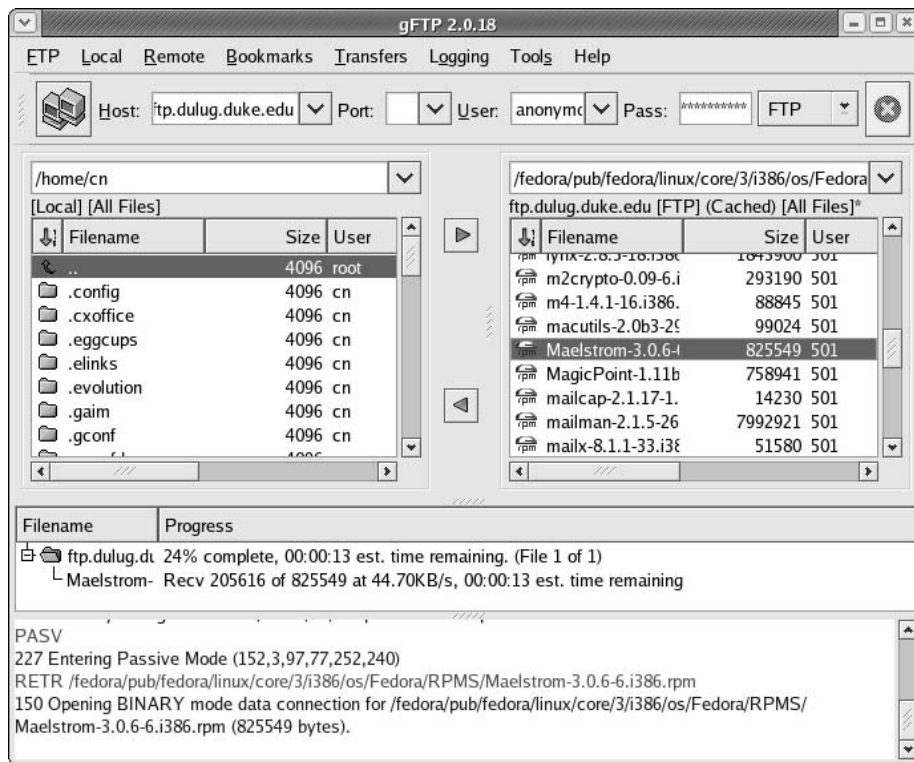 gFTP 2.0.18
FTP Local Remote Bookmarks Transfers Logging Tools Help
Host: ftp.dulug.duke.edu Port: User: anonymo Pass: ********** FTP
/home/cn
[Local] [All Files]
Filename Size User
.. 4096 root
.config 4096 cn
.cxoffice 4096 cn
.eggcups 4096 cn
.elinks 4096 cn
.evolution 4096 cn
.gaim 4096 cn
.gconf 4096 cn
/fedora/pub/fedora/linux/core/3/i386/os/Fedora
ftp.dulug.duke.edu [FTP] (Cached) [All Files]*
Filename Size User
lynx-2.8.5-18.i386 1843900 501
m2crypto-0.09-6.i 293190 501
m4-1.4.1-16.i386. 88845 501
macutils-2.0b3-29 99024 501
Maelstrom-3.0.6-6 825549 501
MagicPoint-1.11b 758941 501
mailcap-2.1.17-1. 14230 501
mailman-2.1.5-26 7992921 501
mailx-8.1.1-33.i38 51580 501
Filename Progress
ftp.dulug.du 24% complete, 00:00:13 est. time remaining. (File 1 of 1)
Maelstrom- Recv 205616 of 825549 at 44.70KB/s, 00:00:13 est. time remaining
PASV
227 Entering Passive Mode (152,3,97,77,252,240)
RETR /fedora/pub/fedora/linux/core/3/i386/os/Fedora/RPMS/Maelstrom-3.0.6-6.i386.rpm
150 Opening BINARY mode data connection for /fedora/pub/fedora/linux/core/3/i386/os/Fedora/RPMS/
Maelstrom-3.0.6-6.i386.rpm (825549 bytes).